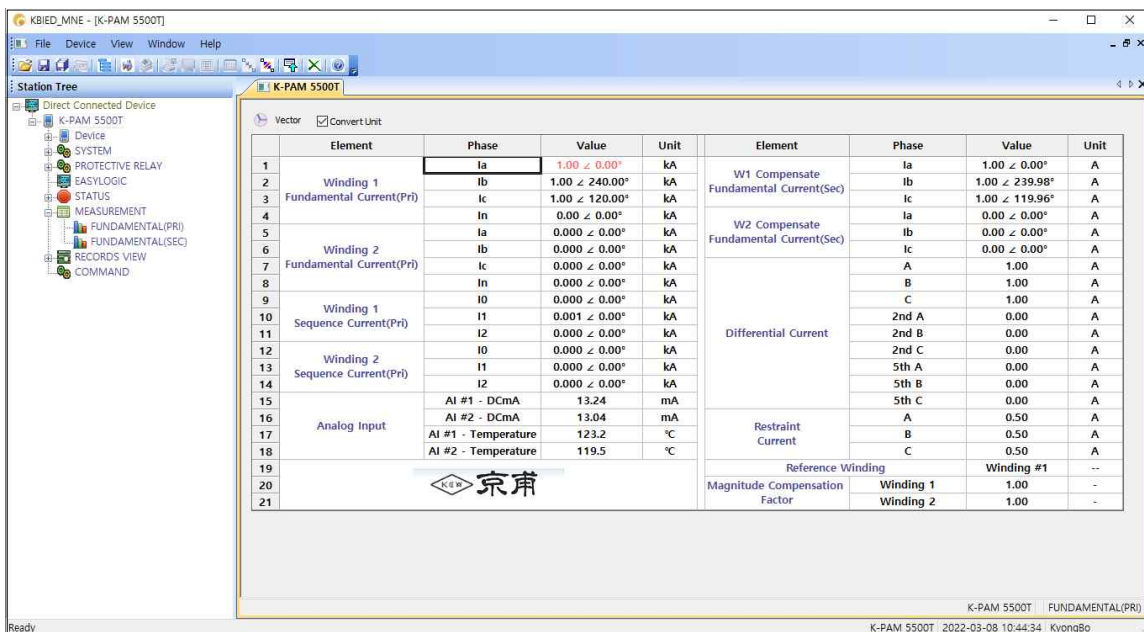 KBIED_MNE - [K-PAM 5500T]
File Device View Window Help
Station Tree
K-PAM 5500T
Direct Connected Device
K-PAM 5500T
Device
SYSTEM
PROTECTIVE RELAY
EASYLOGIC
STATUS
MEASUREMENT
FUNDAMENTAL(PRI)
FUNDAMENTAL(SEC)
RECORDS VIEW
COMMAND
Vector Convert Unit
Element Phase Value Unit Element Phase Value Unit
1 Winding 1 Fundamental Current(Pri) Ia 1.00 ∠ 0.00° kA W1 Compensate Fundamental Current(Sec) Ia 1.00 ∠ 0.00° A
2 Ib 1.00 ∠ 240.00° kA Ib 1.00 ∠ 239.98° A
3 Ic 1.00 ∠ 120.00° kA Ic 1.00 ∠ 119.96° A
4 In 0.00 ∠ 0.00° kA W2 Compensate Fundamental Current(Sec) Ia 0.00 ∠ 0.00° A
5 Winding 2 Fundamental Current(Pri) Ia 0.000 ∠ 0.00° kA Ib 0.00 ∠ 0.00° A
6 Ib 0.000 ∠ 0.00° kA Ic 0.00 ∠ 0.00° A
7 Ic 0.000 ∠ 0.00° kA Differential Current A 1.00 A
8 In 0.000 ∠ 0.00° kA B 1.00 A
9 Winding 1 Sequence Current(Pri) I0 0.000 ∠ 0.00° kA C 1.00 A
10 I1 0.001 ∠ 0.00° kA 2nd A 0.00 A
11 I2 0.000 ∠ 0.00° kA 2nd B 0.00 A
12 Winding 2 Sequence Current(Pri) I0 0.000 ∠ 0.00° kA 2nd C 0.00 A
13 I1 0.000 ∠ 0.00° kA 5th A 0.00 A
14 I2 0.000 ∠ 0.00° kA 5th B 0.00 A
15 Analog Input AI #1 - DCmA 13.24 mA 5th C 0.00 A
16 AI #2 - DCmA 13.04 mA Restraint Current A 0.50 A
17 AI #1 - Temperature 123.2 ℃ B 0.50 A
18 AI #2 - Temperature 119.5 ℃ C 0.50 A
19 Reference Winding Winding #1 --
20 京甫 Magnitude Compensation Factor Winding 1 1.00 -
21 Winding 2 1.00 -
K-PAM 5500T FUNDAMENTAL(PRI)
Ready K-PAM 5500T 2022-03-08 10:44:34 KyongBo